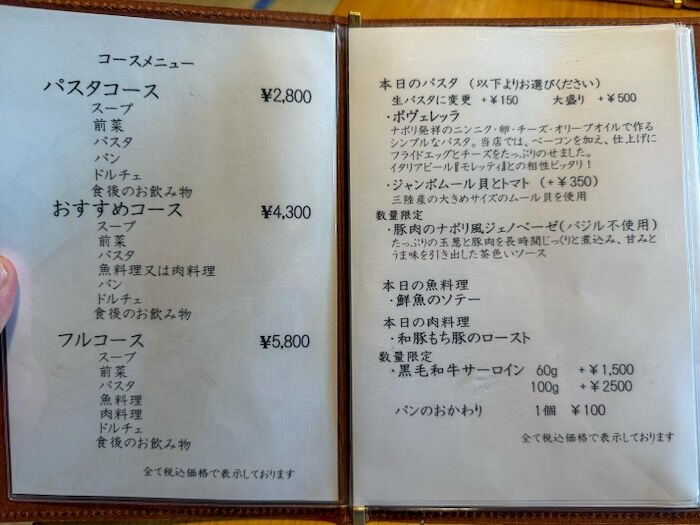 コースメニュー
パスタコース ¥2,800
スープ
前菜
パスタ
パン
ドルチェ
食後のお飲み物
おすすめコース ¥4,300
スープ
前菜
パスタ
魚料理又は肉料理
パン
ドルチェ
食後のお飲み物
フルコース ¥5,800
スープ
前菜
パスタ
魚料理
肉料理
ドルチェ
食後のお飲み物
全て税込価格で表示しております
本日のパスタ (以下よりお選びください)
生パスタに変更 +¥150 大盛り +¥500
・ポヴェレッラ
ナポリ発祥のニンニク・卵・チーズ・オリーブオイルで作る
シンプルなパスタ。当店では、ベーコンを加え、仕上げに
フライドエッグとチーズをたっぷりのせました。
イタリアビール『モレッティ』との相性ピッタリ!
・ジャンボムール貝とトマト (+¥350)
三陸産の大きめサイズのムール貝を使用
数量限定
・豚肉のナポリ風ジェノベーゼ(バジル不使用)
たっぷりの玉葱と豚肉を長時間じっくりと煮込み、甘みと
うま味を引き出した茶色いソース
本日の魚料理
・鮮魚のソテー
本日の肉料理
・和豚もち豚のロースト
数量限定
・黒毛和牛サーロイン 60g +¥1,500
100g +¥2500
パンのおかわり 1個 ¥100
全て税込価格で表示しております